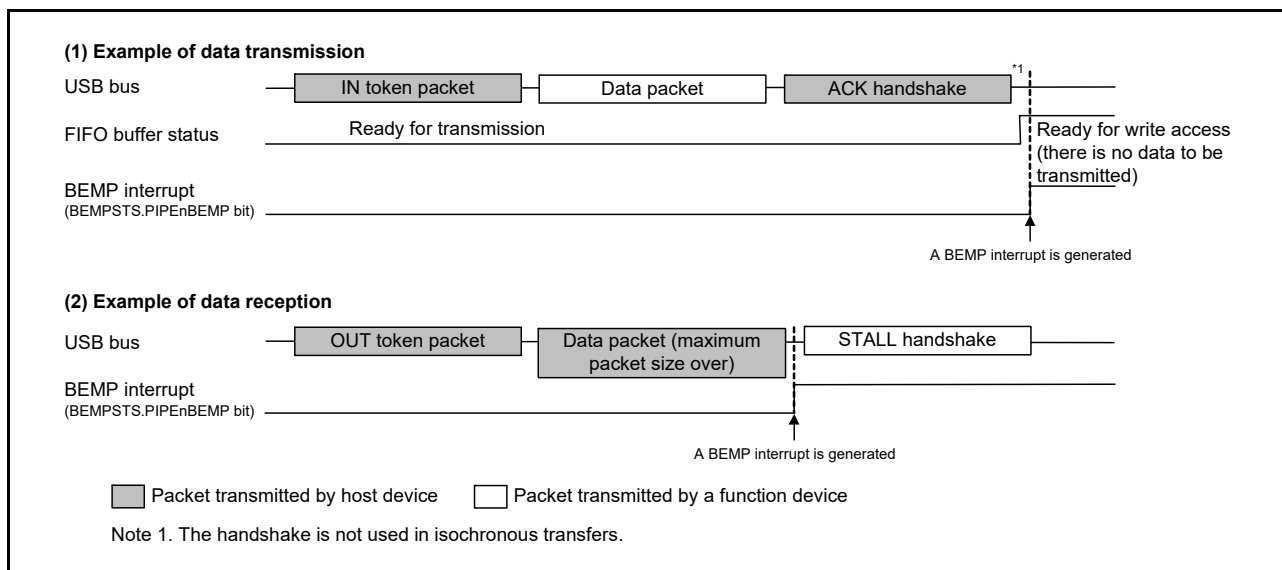 (1) Example of data transmission
USB bus
IN token packet
Data packet
ACK handshake
*1
FIFO buffer status
Ready for transmission
Ready for write access
(there is no data to be
transmitted)
BEMP interrupt
(BEMPSTS.PIPEnBEMP bit)
A BEMP interrupt is generated
(2) Example of data reception
USB bus
OUT token packet
Data packet (maximum
packet size over)
STALL handshake
BEMP interrupt
(BEMPSTS.PIPEnBEMP bit)
A BEMP interrupt is generated
Packet transmitted by host device
Packet transmitted by a function device
Note 1. The handshake is not used in isochronous transfers.